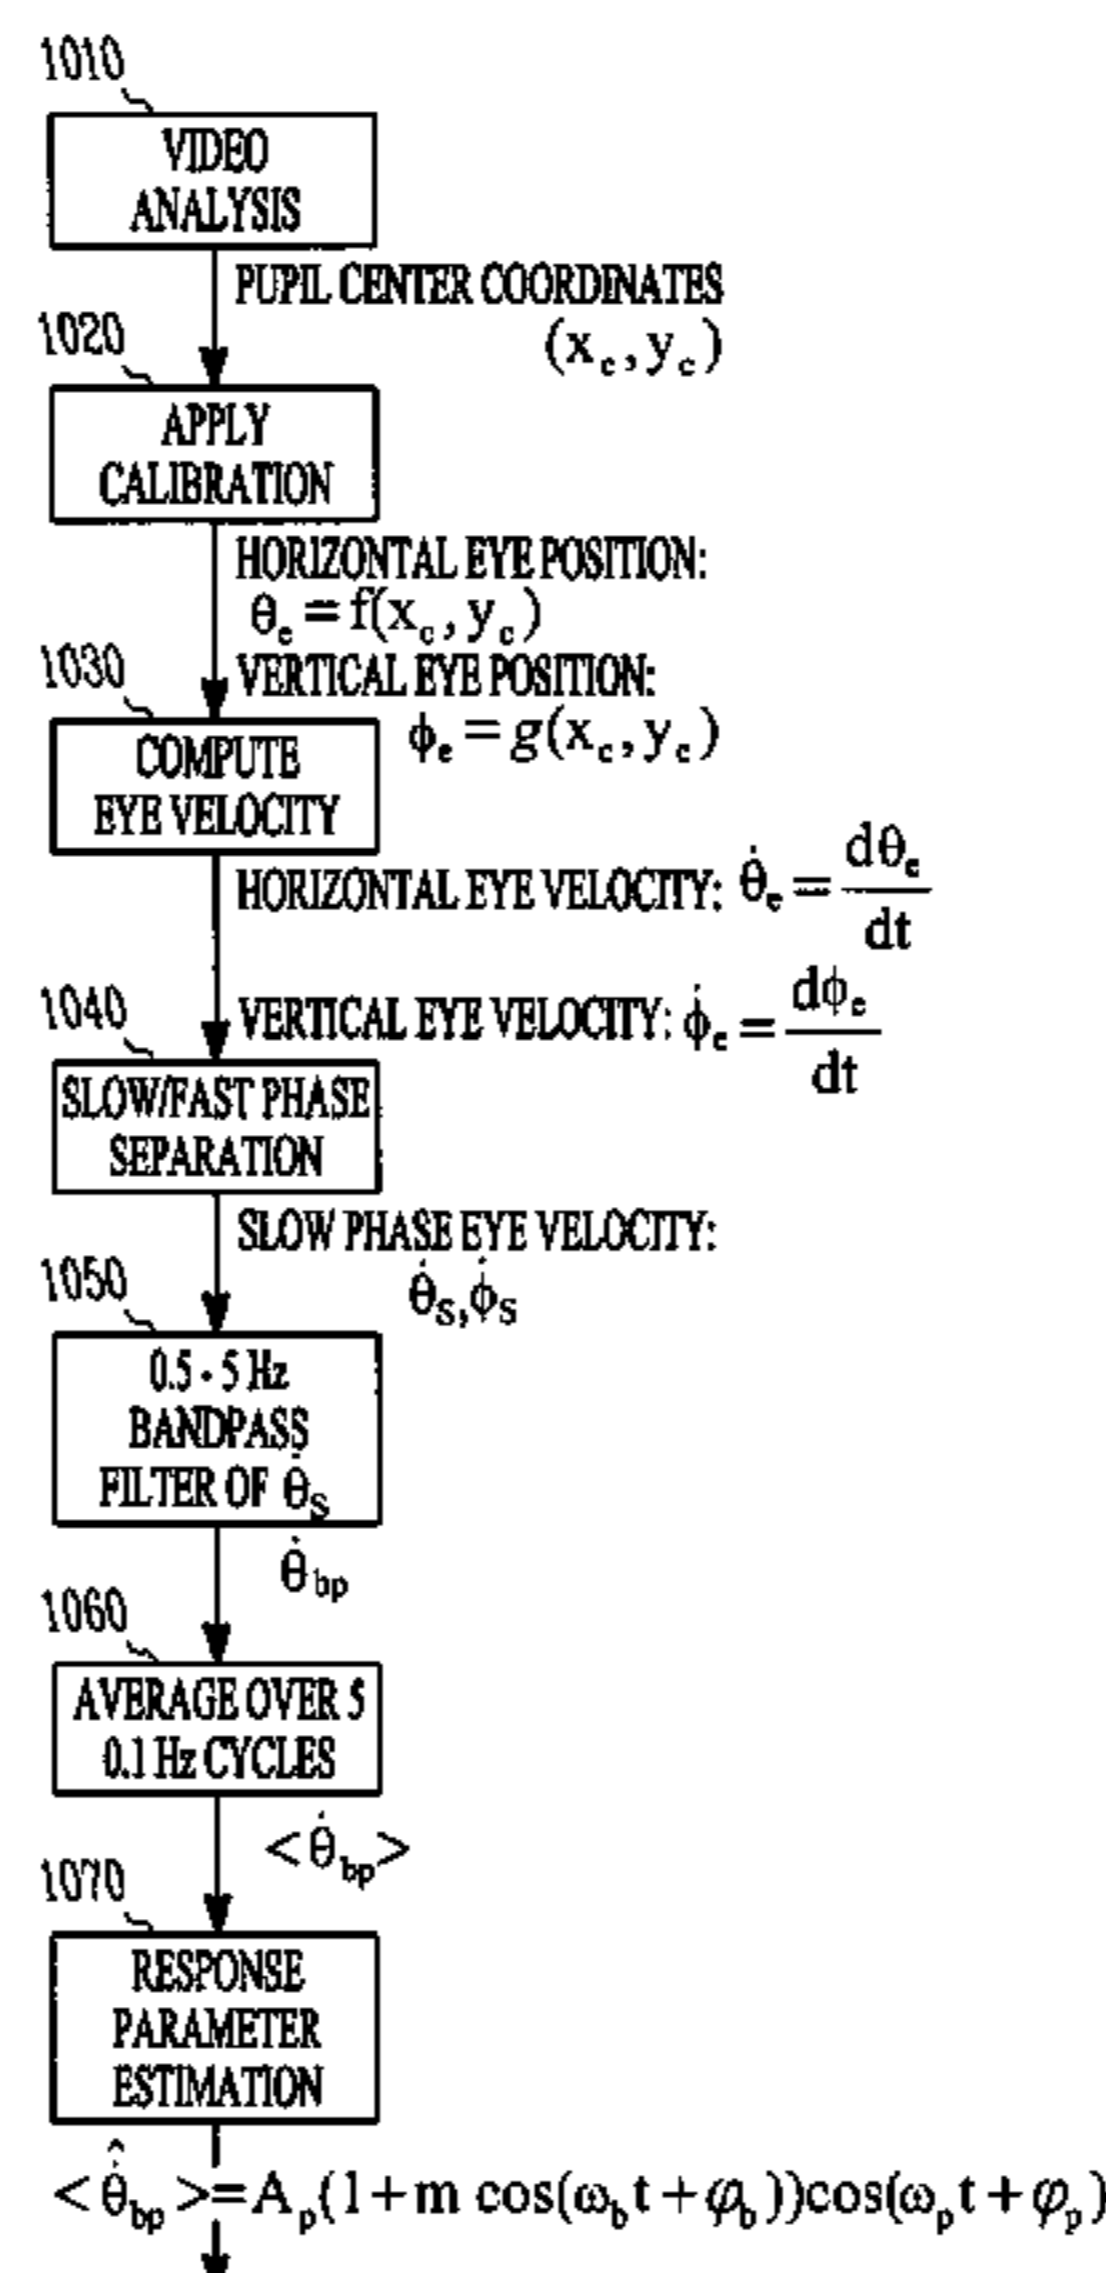 1010
VIDEO
ANALYSIS
PUPIL CENTER COORDINATES
(x_c, y_c)
1020
APPLY
CALIBRATION
HORIZONTAL EYE POSITION:
θ_e = f(x_c, y_c)
1030
VERTICAL EYE POSITION:
ϕ_e = g(x_c, y_c)
COMPUTE
EYE VELOCITY
HORIZONTAL EYE VELOCITY: θ̇_e = dθ_e/dt
1040
VERTICAL EYE VELOCITY: ϕ̇_e = dϕ_e/dt
SLOW/FAST PHASE
SEPARATION
SLOW PHASE EYE VELOCITY:
θ̇_S, ϕ̇_S
1050
0.5 - 5 Hz
BANDPASS
FILTER OF θ̇_S
θ̇_bp
1060
AVERAGE OVER 5
0.1 Hz CYCLES
<θ̇_bp>
1070
RESPONSE
PARAMETER
ESTIMATION
<θ̇̂_bp> = A_p(1 + m cos(ω_b t + φ_b))cos(ω_p t + φ_p)